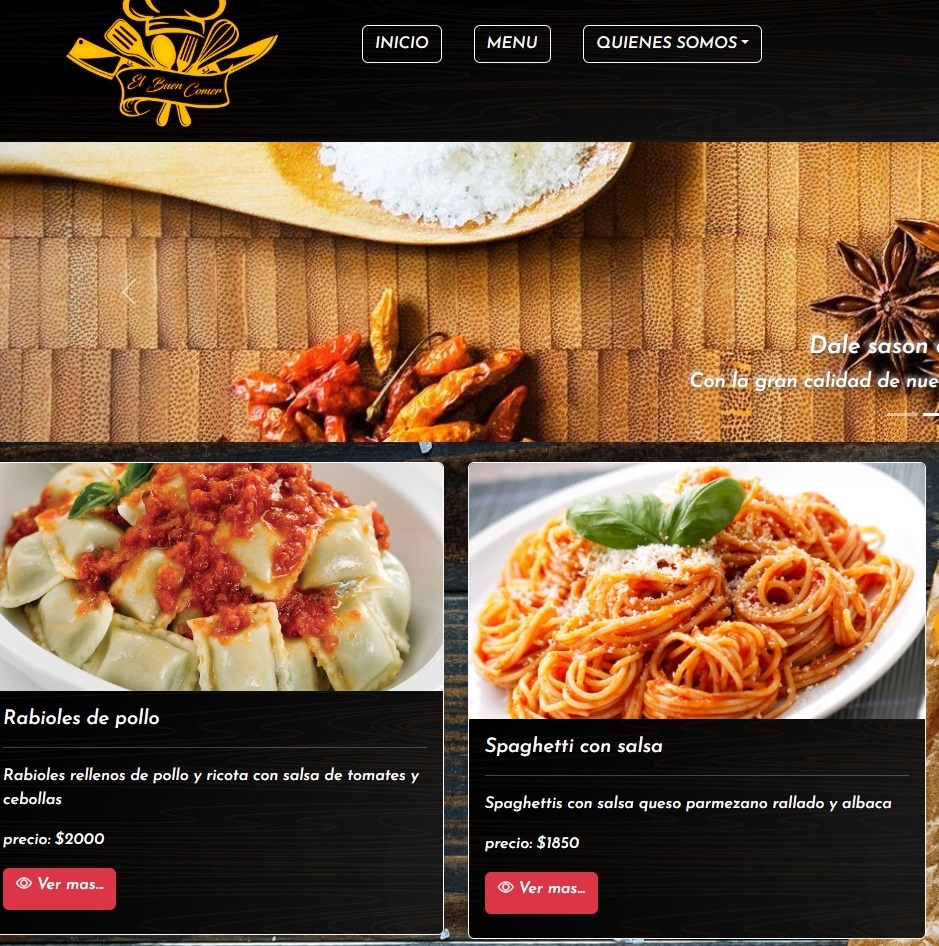 El Buen Comer
INICIO
MENU
QUIENES SOMOS
Dale sason
Con la gran calidad de nue
Rabioles de pollo
Rabioles rellenos de pollo y ricota con salsa de tomates y
cebollas
precio: $2000
Ver mas...
Spaghetti con salsa
Spaghettis con salsa queso parmezano rallado y albaca
precio: $1850
Ver mas...